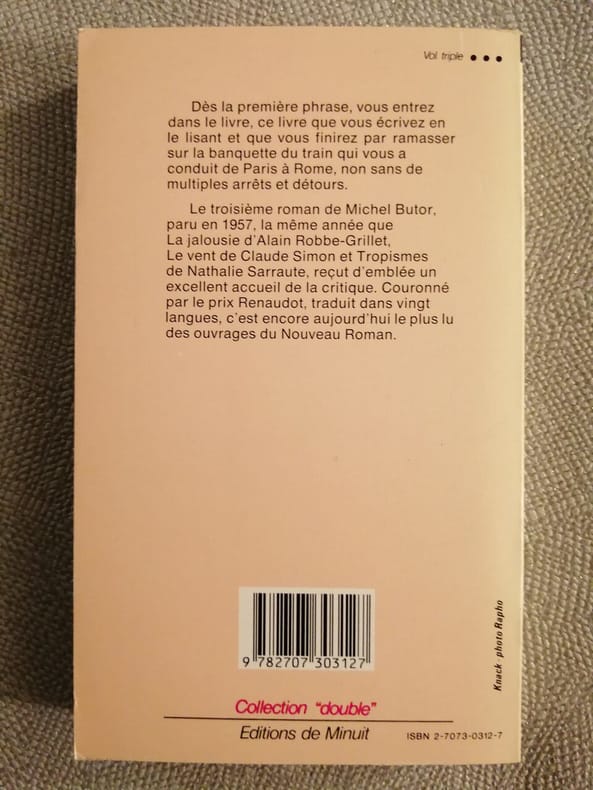 Vol. triple ● ● ●
Dès la première phrase, vous entrez
dans le livre, ce livre que vous écrivez en
le lisant et que vous finirez par ramasser
sur la banquette du train qui vous a
conduit de Paris à Rome, non sans de
multiples arrêts et détours.
Le troisième roman de Michel Butor,
paru en 1957, la même année que
La jalousie d'Alain Robbe-Grillet,
Le vent de Claude Simon et Tropismes
de Nathalie Sarraute, reçut d'emblée un
excellent accueil de la critique. Couronné
par le prix Renaudot, traduit dans vingt
langues, c'est encore aujourd'hui le plus lu
des ouvrages du Nouveau Roman.
Knack - photo Rapho
9 782707 303127
Collection "double"
Editions de Minuit
ISBN 2-7073-0312-7